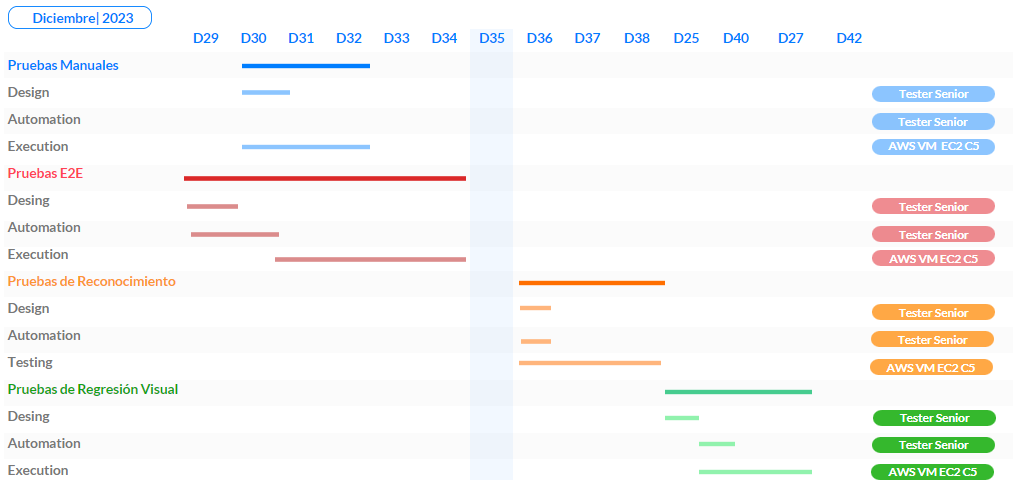 Diciembre| 2023
D29 D30 D31 D32 D33 D34 D35 D36 D37 D38 D25 D40 D27 D42
Pruebas Manuales
Design Tester Senior
Automation Tester Senior
Execution AWS VM EC2 C5
Pruebas E2E
Desing Tester Senior
Automation Tester Senior
Execution AWS VM EC2 C5
Pruebas de Reconocimiento
Design Tester Senior
Automation Tester Senior
Testing AWS VM EC2 C5
Pruebas de Regresión Visual
Desing Tester Senior
Automation Tester Senior
Execution AWS VM EC2 C5